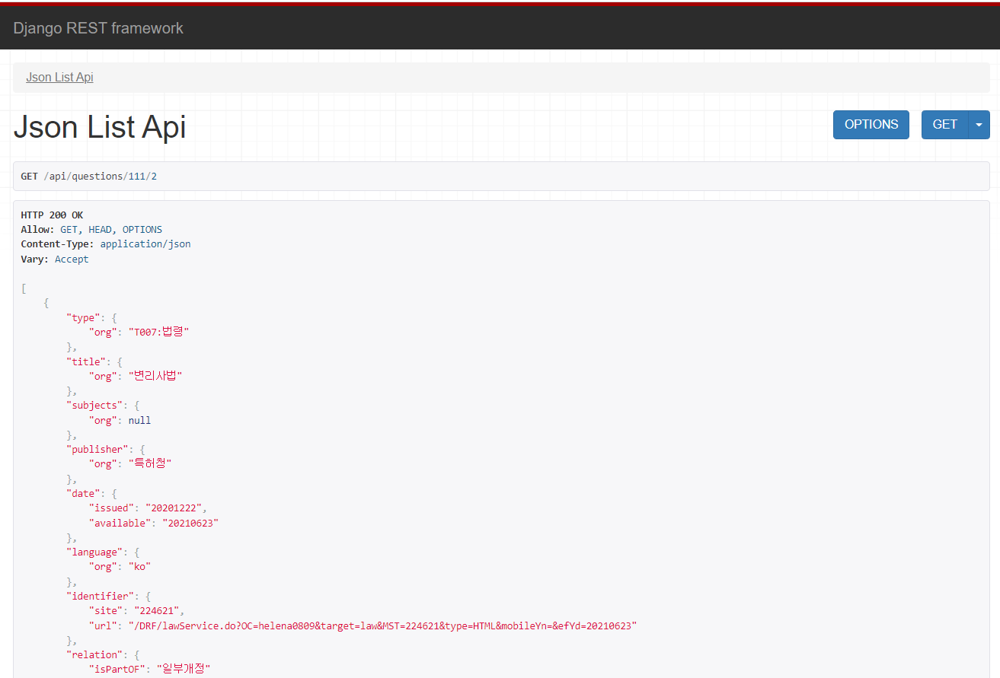 Django REST framework
Json List Api
Json List Api
OPTIONS
GET
GET /api/questions/111/2
HTTP 200 OK
Allow: GET, HEAD, OPTIONS
Content-Type: application/json
Vary: Accept
[
{
"type": {
"org": "T007:법령"
},
"title": {
"org": "변리사법"
},
"subjects": {
"org": null
},
"publisher": {
"org": "특허청"
},
"date": {
"issued": "20201222",
"available": "20210623"
},
"language": {
"org": "ko"
},
"identifier": {
"site": "224621",
"url": "/DRF/lawService.do?OC=helena0809&target=law&MST=224621&type=HTML&mobileYn=&efYd=20210623"
},
"relation": {
"isPartOF": "일부개정"